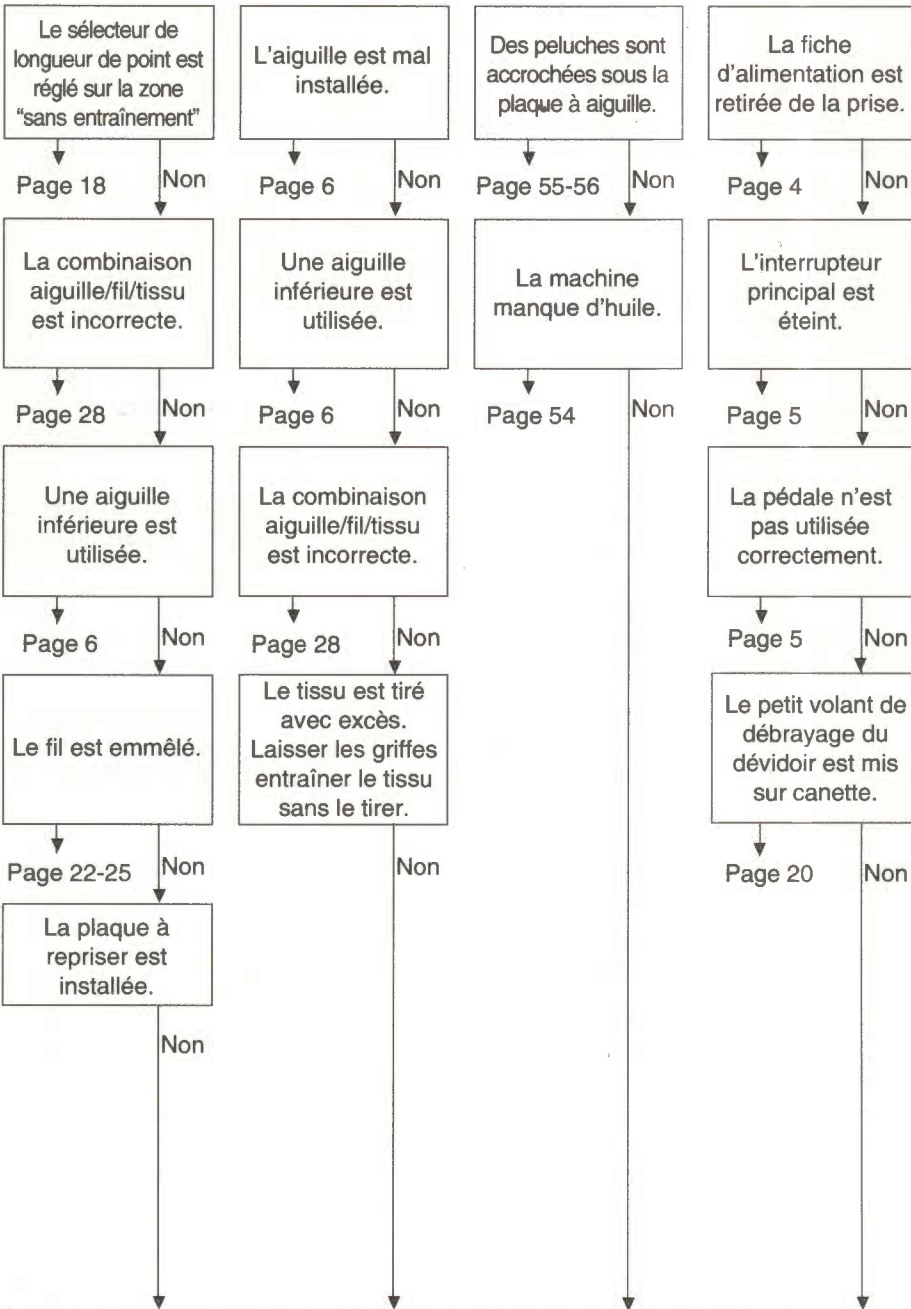 Le sélecteur de
longueur de point est
réglé sur la zone
“sans entraînement”
Page 18
Non
La combinaison
aiguille/fil/tissu
est incorrecte.
Page 28
Non
Une aiguille
inférieure est
utilisée.
Page 6
Non
Le fil est emmêlé.
Page 22-25
Non
La plaque à
repriser est
installée.
Non
L'aiguille est mal
installée.
Page 6
Non
Une aiguille
inférieure est
utilisée.
Page 6
Non
La combinaison
aiguille/fil/tissu
est incorrecte.
Page 28
Non
Le tissu est tiré
avec excès.
Laisser les griffes
entraîner le tissu
sans le tirer.
Non
Des peluches sont
accrochées sous la
plaque à aiguille.
Page 55-56
Non
La machine
manque d'huile.
Page 54
Non
La fiche
d'alimentation est
retirée de la prise.
Page 4
Non
L'interrupteur
principal est
éteint.
Page 5
Non
La pédale n'est
pas utilisée
correctement.
Page 5
Non
Le petit volant de
débrayage du
dévidoir est mis
sur canette.
Page 20
Non